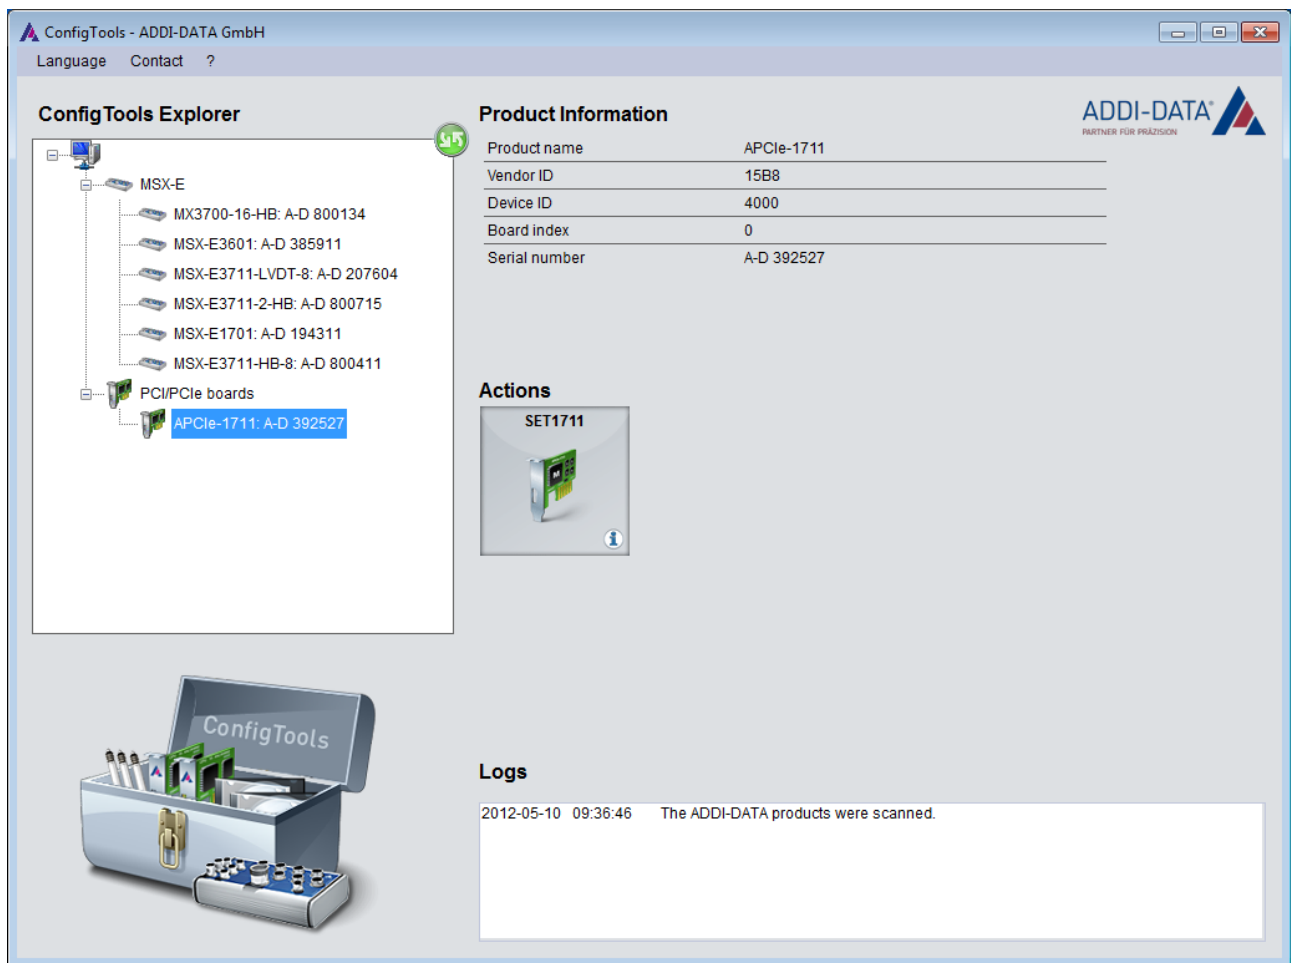 ConfigTools - ADDI-DATA GmbH
Language Contact ?
ConfigTools Explorer
MSX-E
MX3700-16-HB: A-D 800134
MSX-E3601: A-D 385911
MSX-E3711-LVDT-8: A-D 207604
MSX-E3711-2-HB: A-D 800715
MSX-E1701: A-D 194311
MSX-E3711-HB-8: A-D 800411
PCI/PCIe boards
APCIe-1711: A-D 392527
ConfigTools
Product Information
ADDI-DATA
PARTNER FÜR PRÄZISION
Product name APCIe-1711
Vendor ID 15B8
Device ID 4000
Board index 0
Serial number A-D 392527
Actions
SET1711
M
i
Logs
2012-05-10 09:36:46 The ADDI-DATA products were scanned.